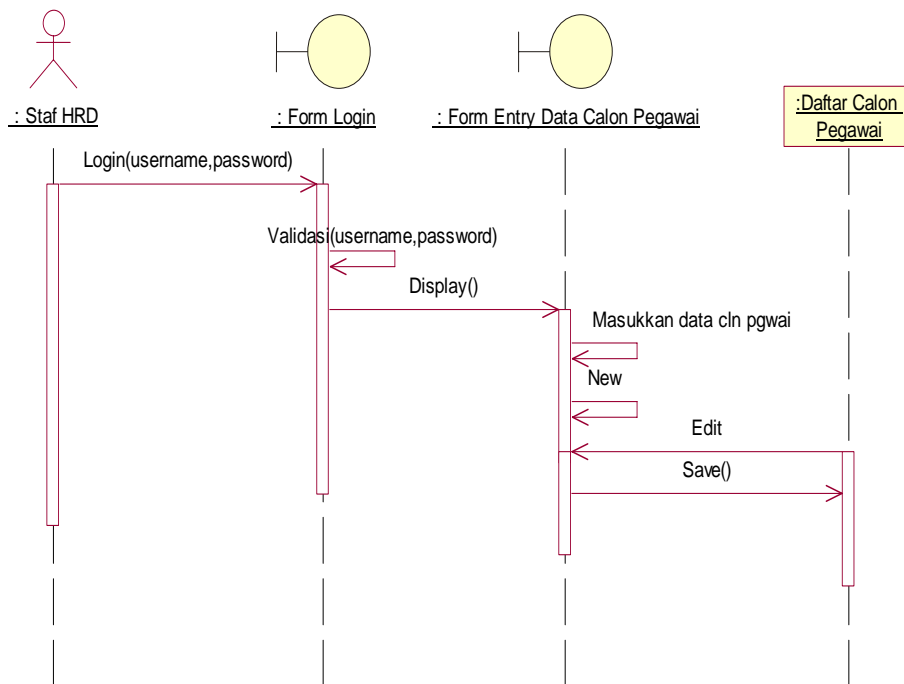 : Staf HRD
: Form Login
: Form Entry Data Calon Pegawai
:Daftar Calon
Pegawai
Login(username,password)
Validasi(username,password)
Display()
Masukkan data cln pgwai
New
Edit
Save()